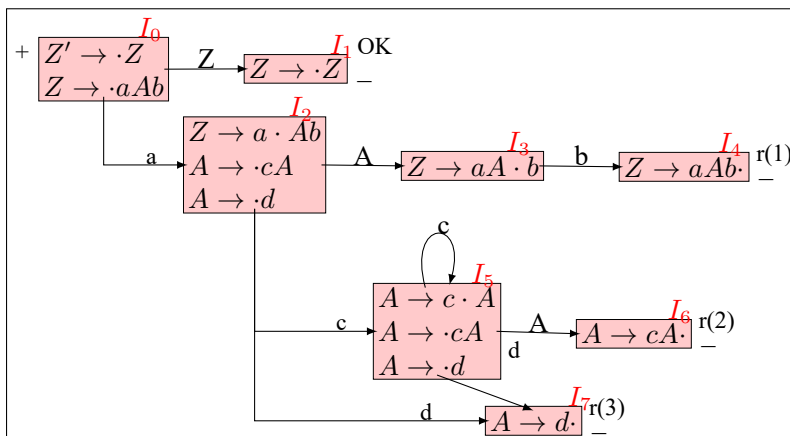 I₀
+
Z′ → ·Z
Z → ·aAb
Z
I₁ OK
Z → ·Z
−
a
I₂
Z → a · Ab
A → ·cA
A → ·d
A
I₃
Z → aA · b
b
I₄ r(1)
Z → aAb·
−
c
c
I₅
A → c · A
A → ·cA
A → ·d
A
d
I₆ r(2)
A → cA·
−
d
I₇ r(3)
A → d·
−